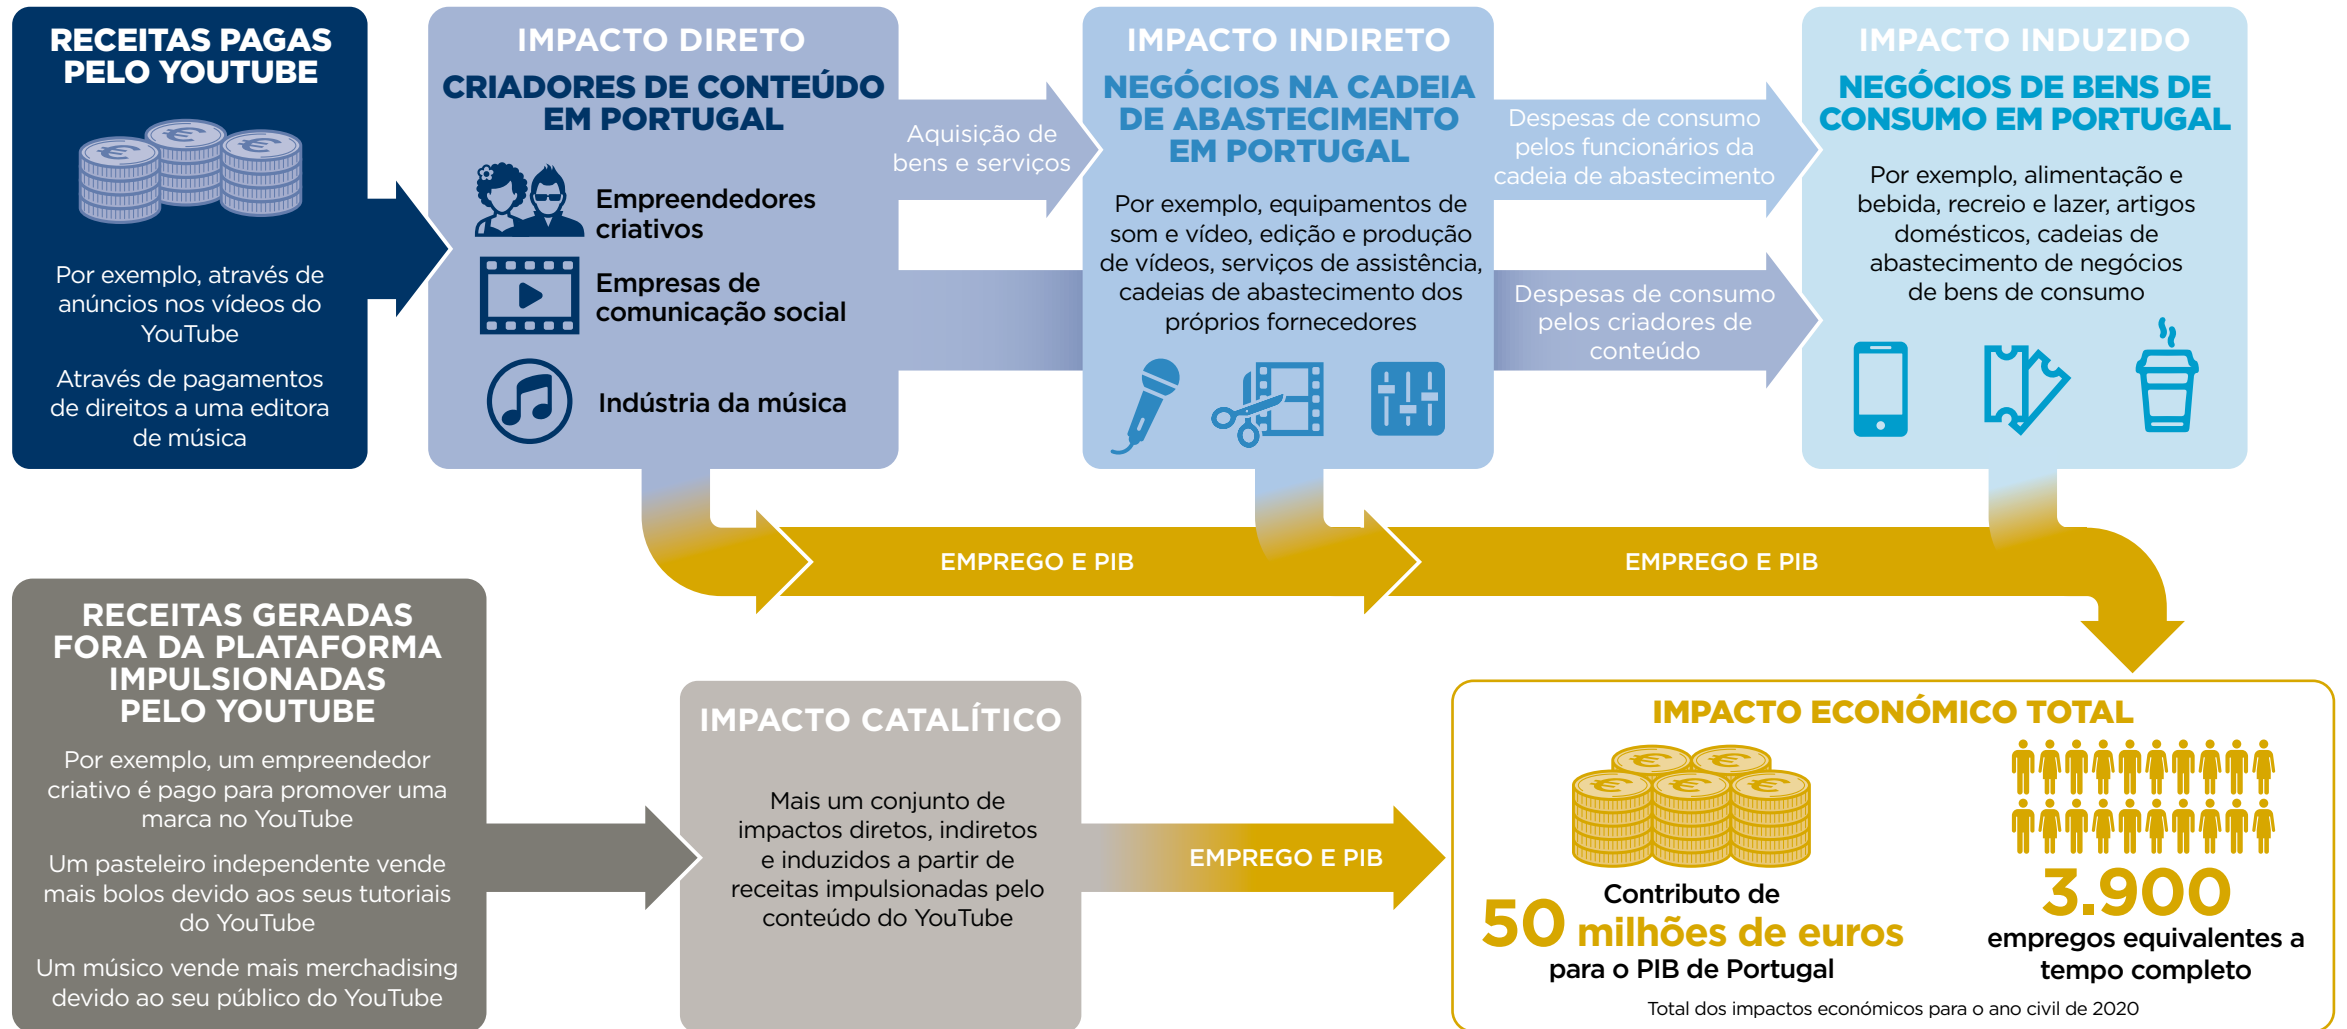 RECEITAS PAGAS
PELO YOUTUBE
Por exemplo, através de
anúncios nos vídeos do
YouTube
Através de pagamentos
de direitos a uma editora
de música
IMPACTO DIRETO
CRIADORES DE CONTEÚDO
EM PORTUGAL
Empreendedores
criativos
Empresas de
comunicação social
Indústria da música
Aquisição de
bens e serviços
IMPACTO INDIRETO
NEGÓCIOS NA CADEIA
DE ABASTECIMENTO
EM PORTUGAL
Por exemplo, equipamentos de
som e vídeo, edição e produção
de vídeos, serviços de assistência,
cadeias de abastecimento dos
próprios fornecedores
Despesas de consumo
pelos funcionários da
cadeia de abastecimento
Despesas de consumo
pelos criadores de
conteúdo
IMPACTO INDUZIDO
NEGÓCIOS DE BENS DE
CONSUMO EM PORTUGAL
Por exemplo, alimentação e
bebida, recreio e lazer, artigos
domésticos, cadeias de
abastecimento de negócios
de bens de consumo
EMPREGO E PIB
EMPREGO E PIB
RECEITAS GERADAS
FORA DA PLATAFORMA
IMPULSIONADAS
PELO YOUTUBE
Por exemplo, um empreendedor
criativo é pago para promover uma
marca no YouTube
Um pasteleiro independente vende
mais bolos devido aos seus tutoriais
do YouTube
Um músico vende mais merchadising
devido ao seu público do YouTube
IMPACTO CATALÍTICO
Mais um conjunto de
impactos diretos, indiretos
e induzidos a partir de
receitas impulsionadas pelo
conteúdo do YouTube
EMPREGO E PIB
IMPACTO ECONÓMICO TOTAL
Contributo de
50 milhões de euros
para o PIB de Portugal
3.900
empregos equivalentes a
tempo completo
Total dos impactos económicos para o ano civil de 2020